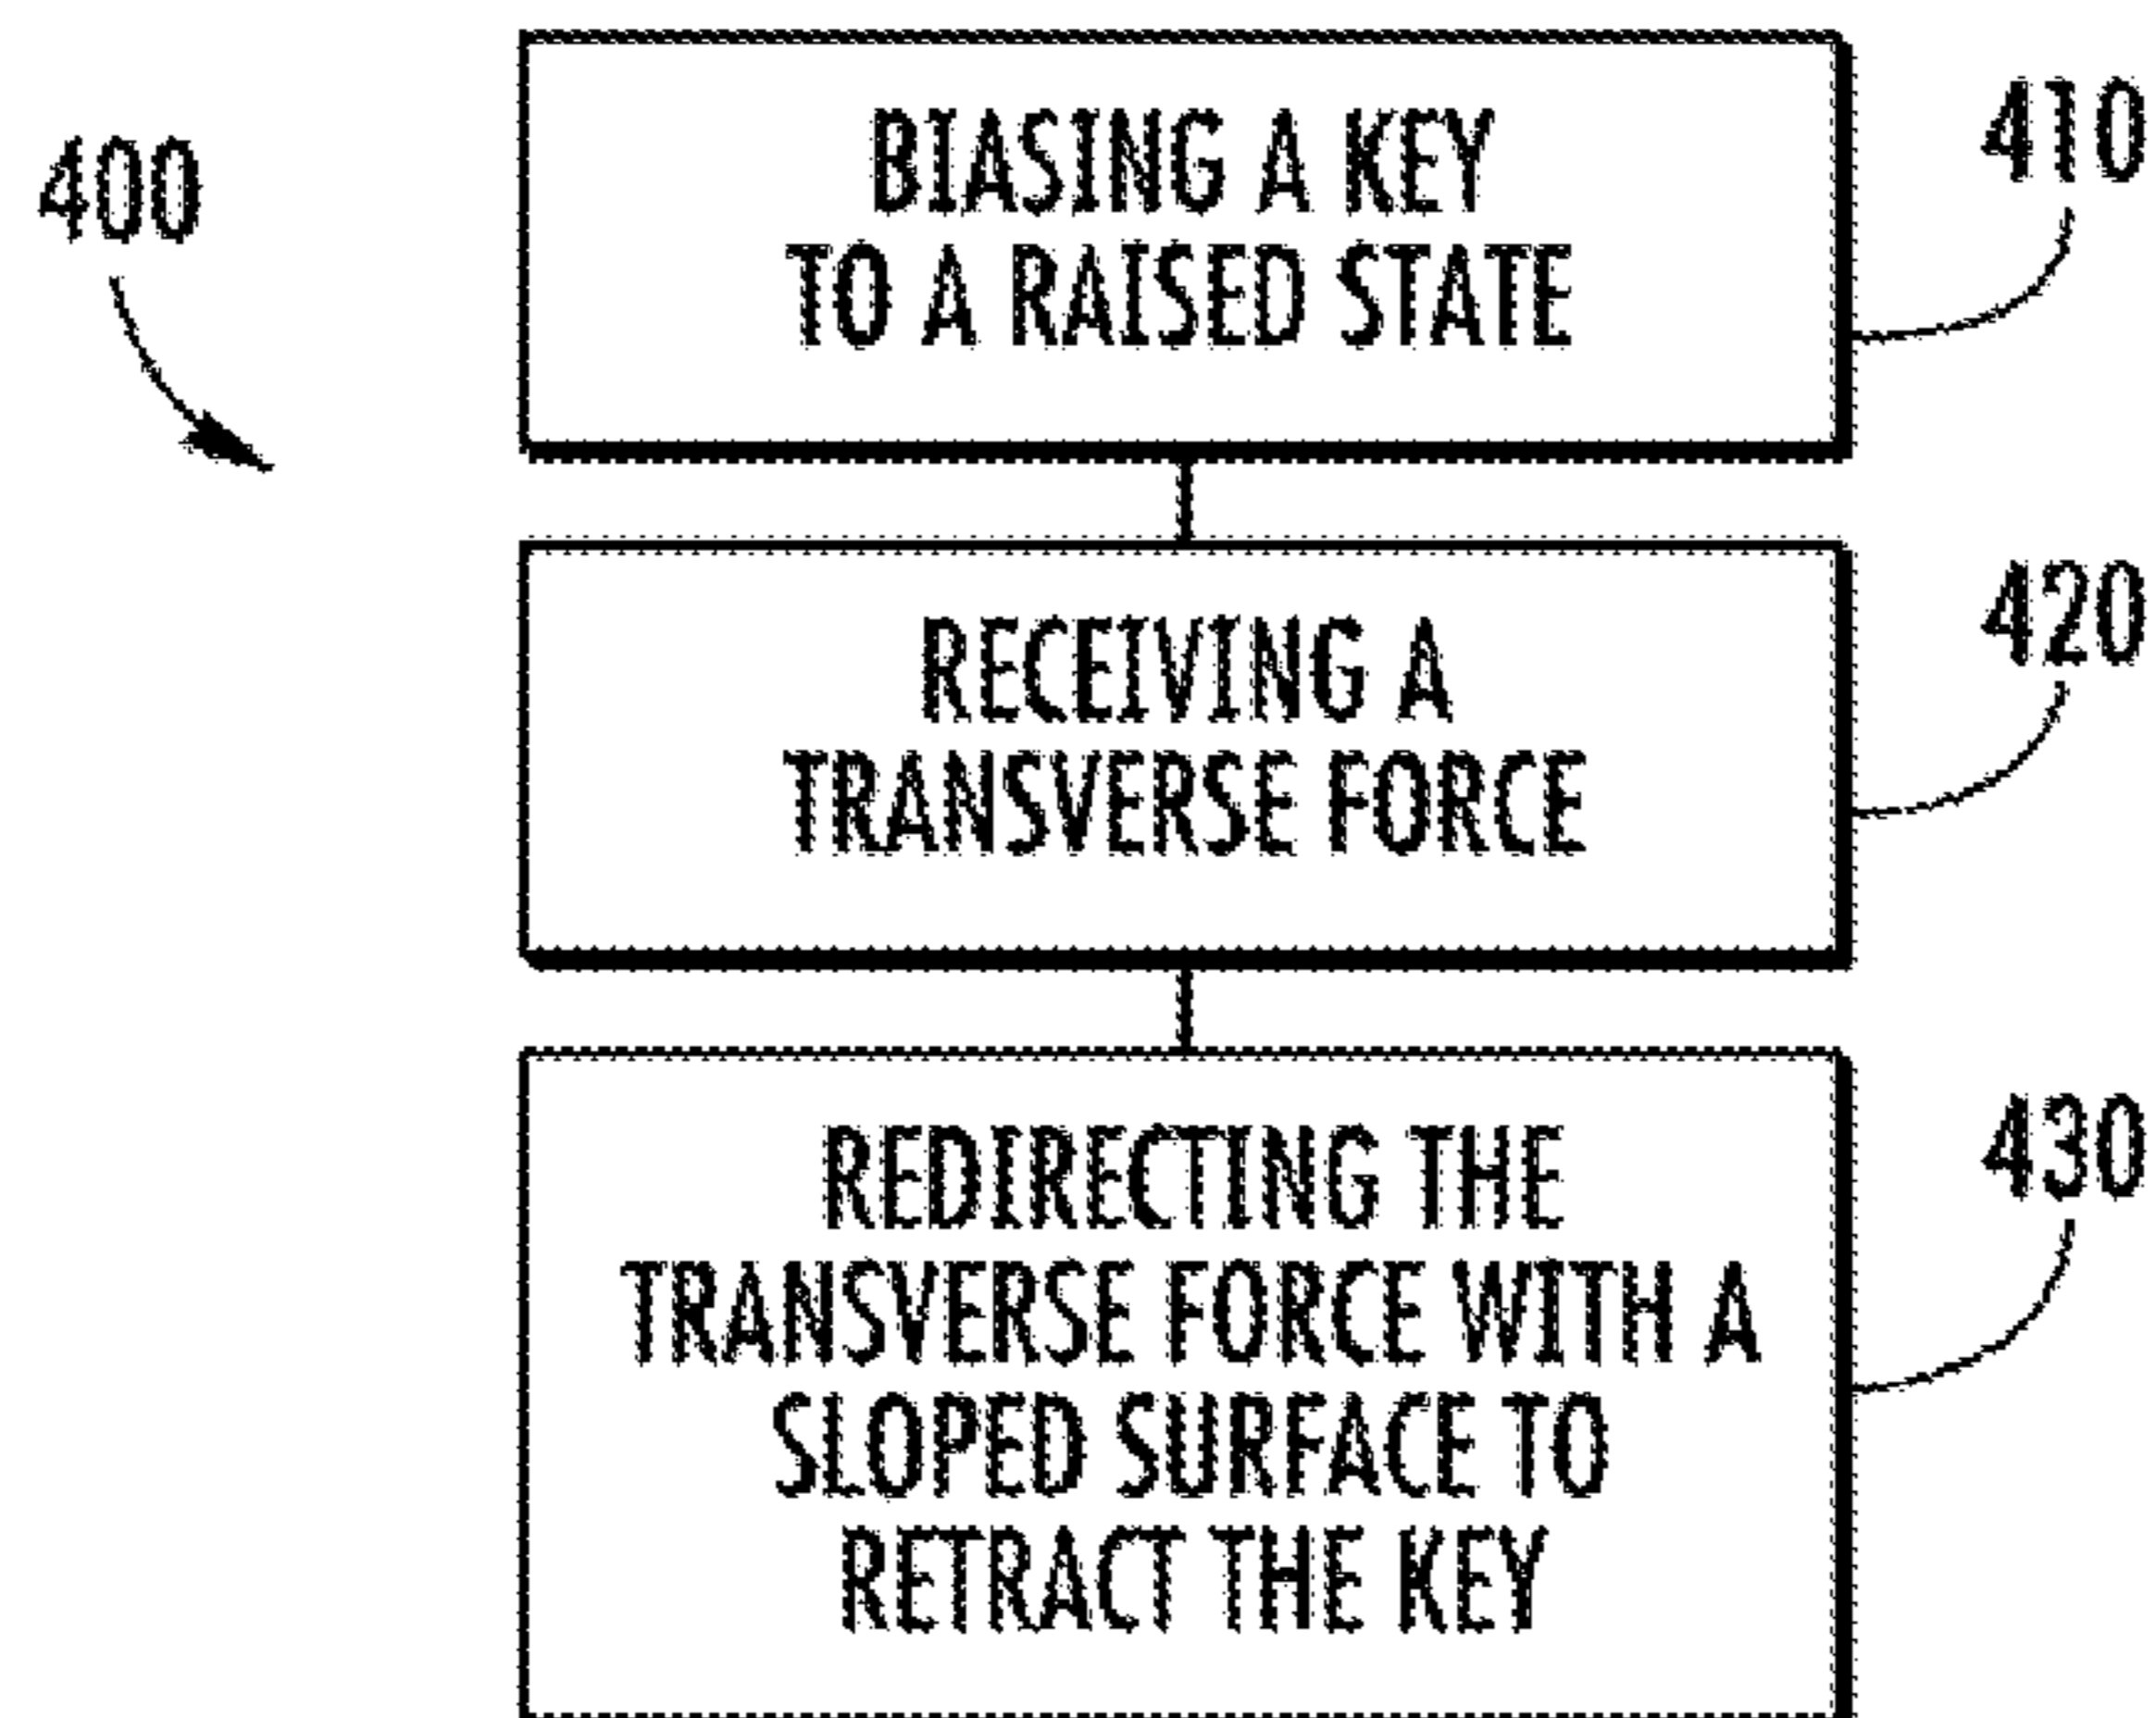 400
BIASING A KEY
TO A RAISED STATE
410
RECEIVING A
TRANSVERSE FORCE
420
REDIRECTING THE
TRANSVERSE FORCE WITH A
SLOPED SURFACE TO
RETRACT THE KEY
430